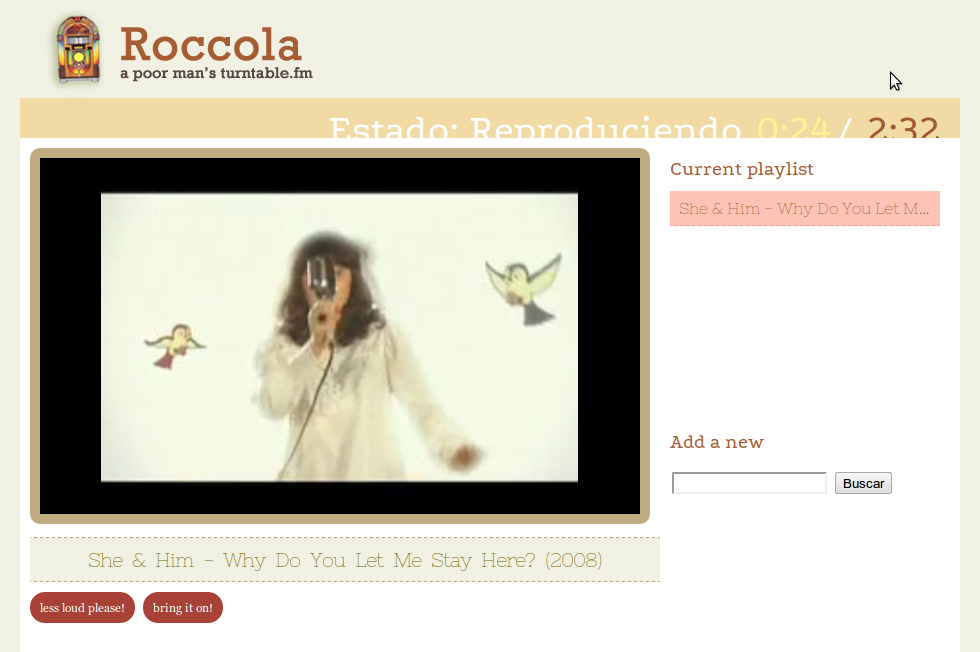 Roccola
a poor man's turntable.fm
Estado: Reproduciendo 0:24 / 2:32
Current playlist
She & Him - Why Do You Let M...
Add a new
Buscar
She & Him - Why Do You Let Me Stay Here? (2008)
less loud please! bring it on!